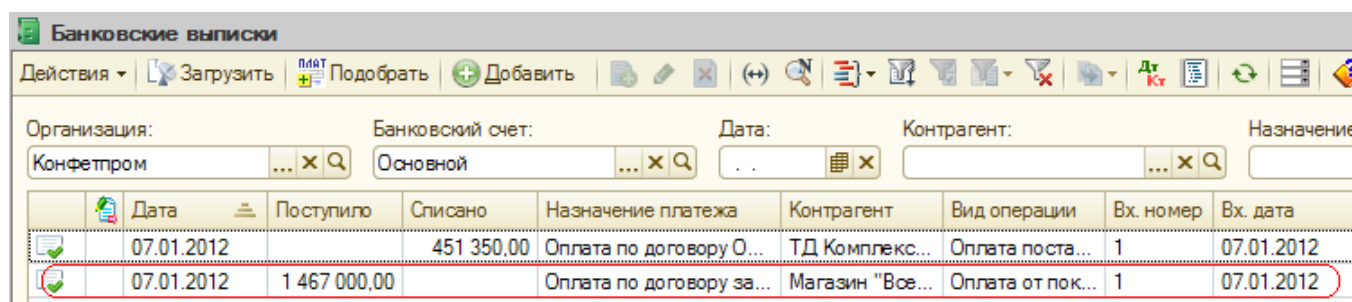 Банковские выписки
Действия Загрузить ПЛАТ Подобрать Добавить Дт Кт
Организация: Банковский счет: Дата: Контрагент: Назначение
Конфетпром ... Основной ... . . ...
Дата Поступило Списано Назначение платежа Контрагент Вид операции Вх. номер Вх. дата
07.01.2012 451 350,00 Оплата по договору О... ТД Комплекс... Оплата поста... 1 07.01.2012
07.01.2012 1 467 000,00 Оплата по договору за... Магазин "Все... Оплата от пок... 1 07.01.2012